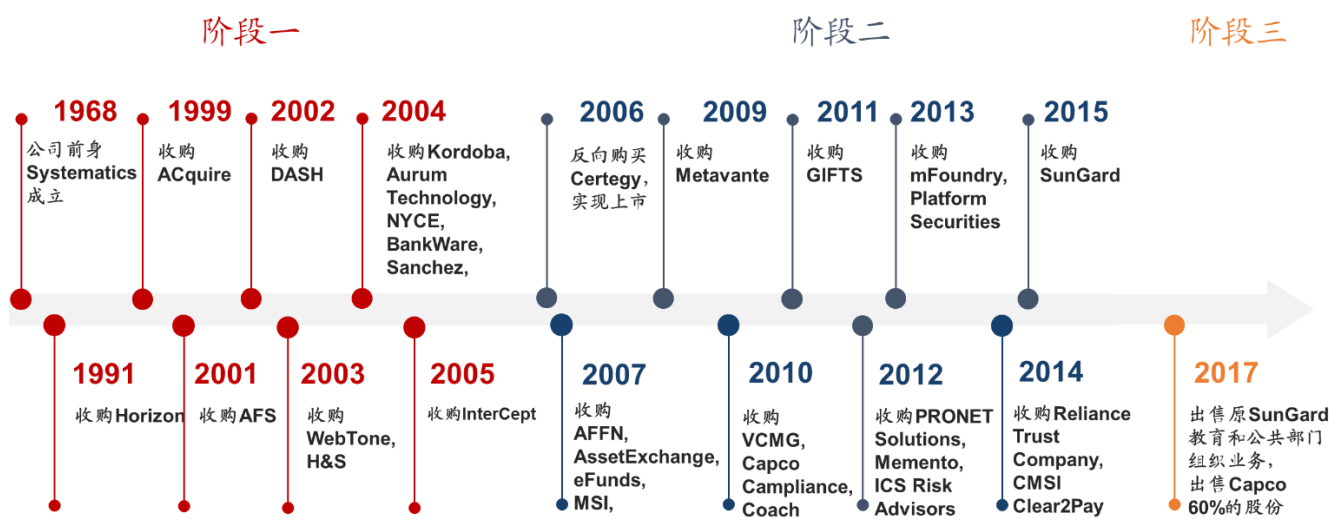 阶段一
阶段二
阶段三
1968
公司前身
Systematics
成立
1999
收购
ACquire
2002
收购
DASH
2004
收购Kordoba,
Aurum
Technology,
NYCE,
BankWare,
Sanchez,
2006
反向购买
Certegy,
实现上市
2009
收购
Metavante
2011
收购
GIFTS
2013
收购
mFoundry,
Platform
Securities
2015
收购
SunGard
1991
收购Horizon
2001
收购AFS
2003
收购
WebTone,
H&S
2005
收购InterCept
2007
收购
AFFN,
AssetExchange,
eFunds,
MSI,
2010
收购
VCMG,
Capco
Campliance,
Coach
2012
收购PRONET
Solutions,
Memento,
ICS Risk
Advisors
2014
收购Reliance
Trust
Company,
CMSI
Clear2Pay
2017
出售原SunGard
教育和公共部门
组织业务,
出售Capco
60%的股份